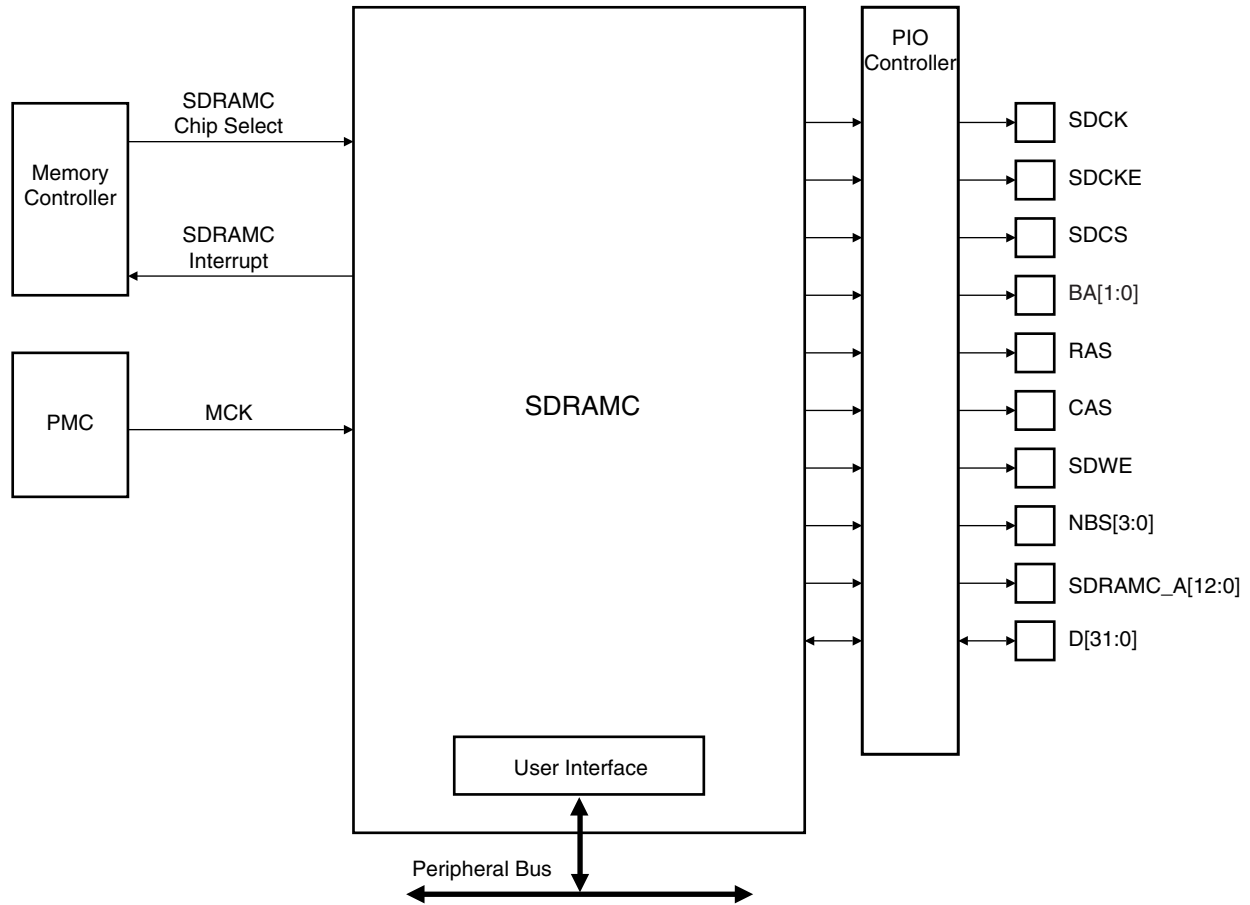 PIO
Controller
SDRAMC
Chip Select
Memory
Controller
SDRAMC
Interrupt
PMC
MCK
SDRAMC
User Interface
Peripheral Bus
SDCK
SDCKE
SDCS
BA[1:0]
RAS
CAS
SDWE
NBS[3:0]
SDRAMC_A[12:0]
D[31:0]